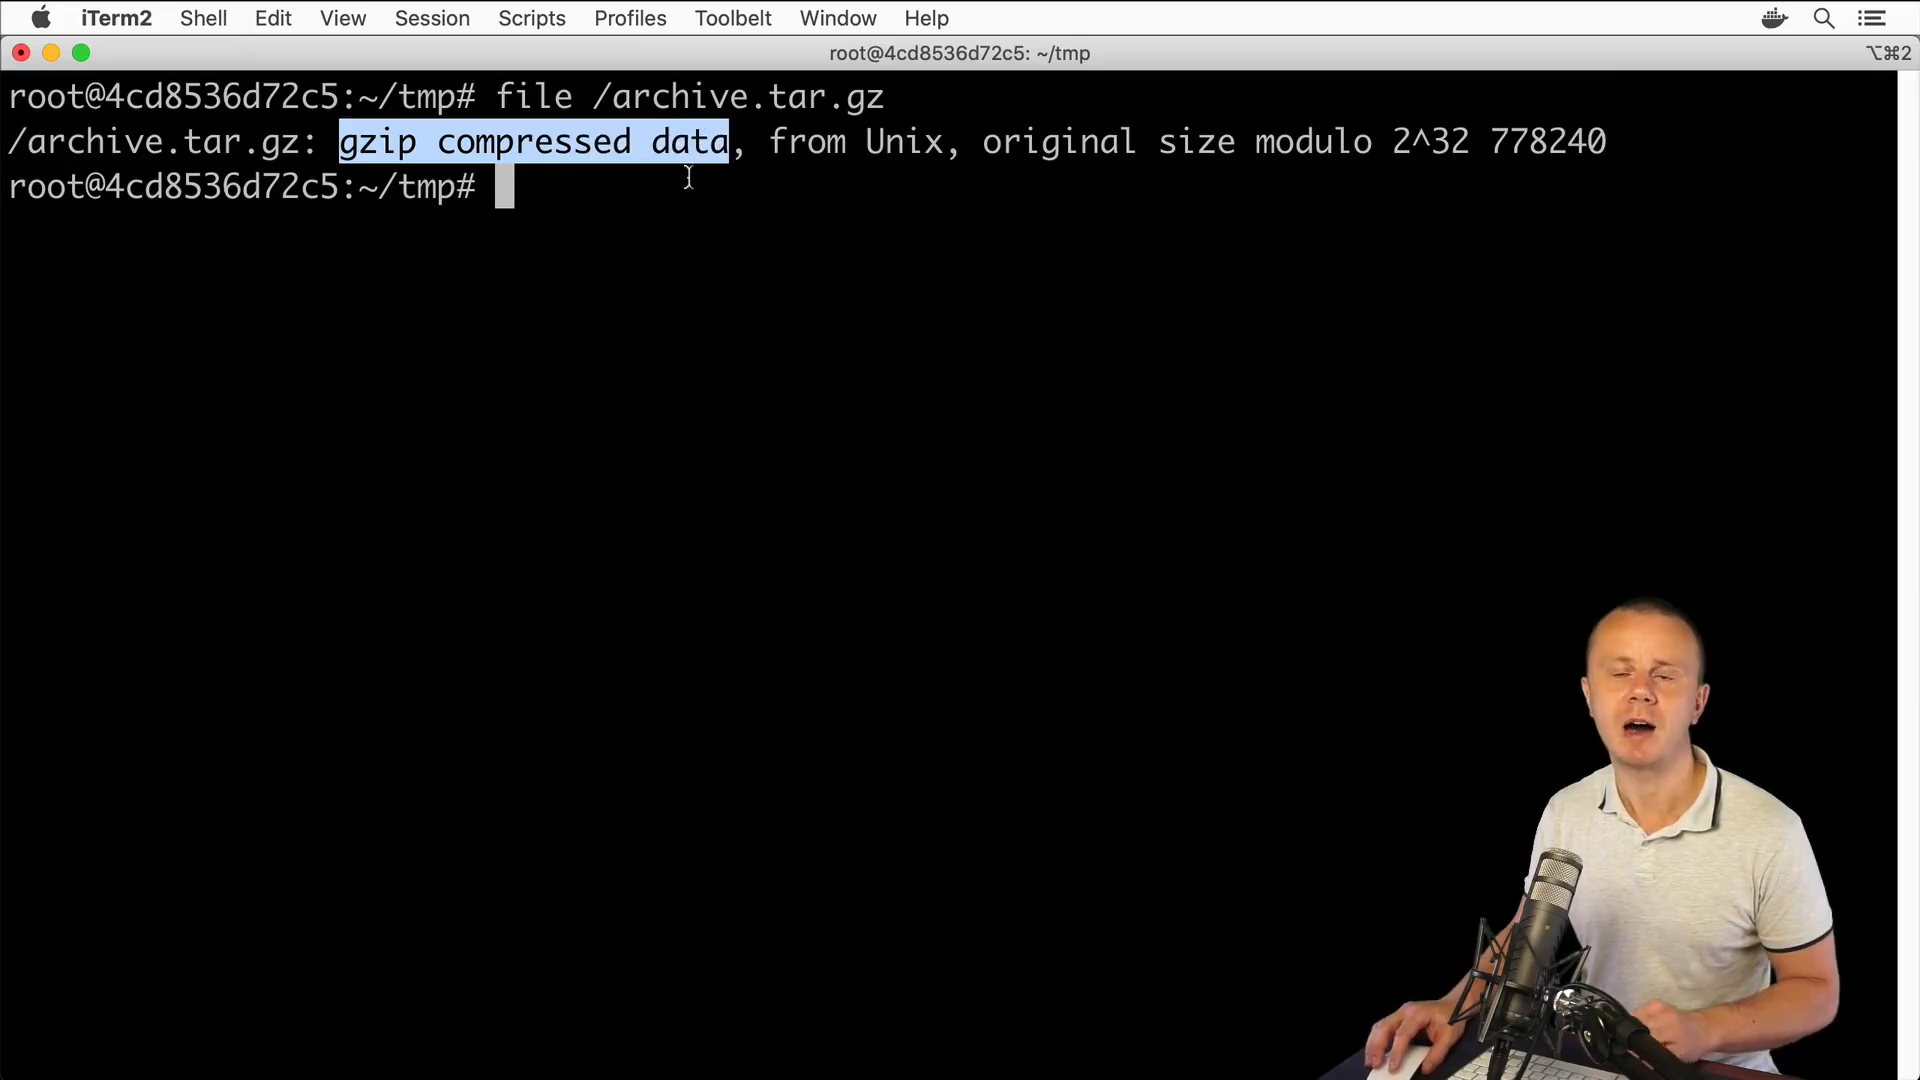 iTerm2 Shell Edit View Session Scripts Profiles Toolbelt Window Help
root@4cd8536d72c5: ~/tmp
⌥⌘2
root@4cd8536d72c5:~/tmp# file /archive.tar.gz
/archive.tar.gz: gzip compressed data, from Unix, original size modulo 2^32 778240
root@4cd8536d72c5:~/tmp#